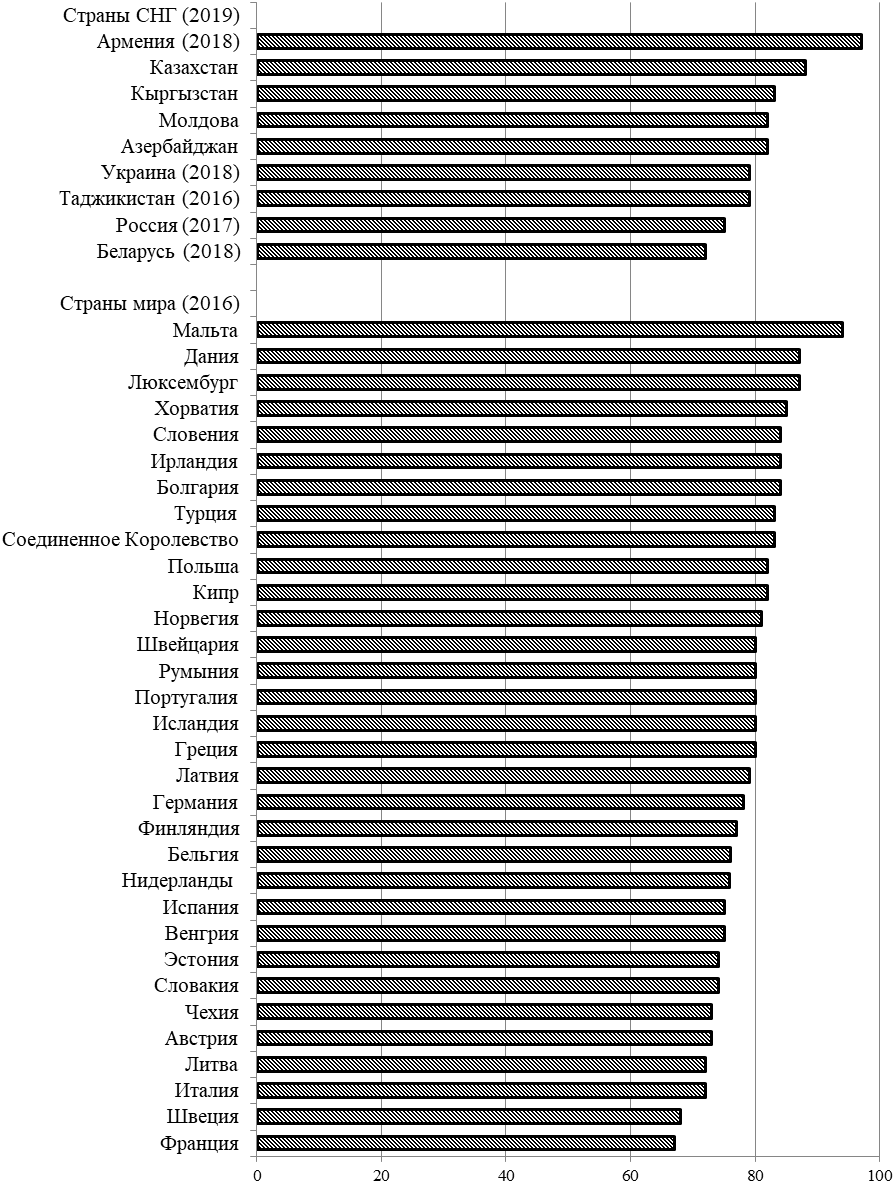 Страны СНГ (2019)
Армения (2018)
Казахстан
Кыргызстан
Молдова
Азербайджан
Украина (2018)
Таджикистан (2016)
Россия (2017)
Беларусь (2018)
Страны мира (2016)
Мальта
Дания
Люксембург
Хорватия
Словения
Ирландия
Болгария
Турция
Соединенное Королевство
Польша
Кипр
Норвегия
Швейцария
Румыния
Португалия
Исландия
Греция
Латвия
Германия
Финляндия
Бельгия
Нидерланды
Испания
Венгрия
Эстония
Словакия
Чехия
Австрия
Литва
Италия
Швеция
Франция
0 20 40 60 80 100